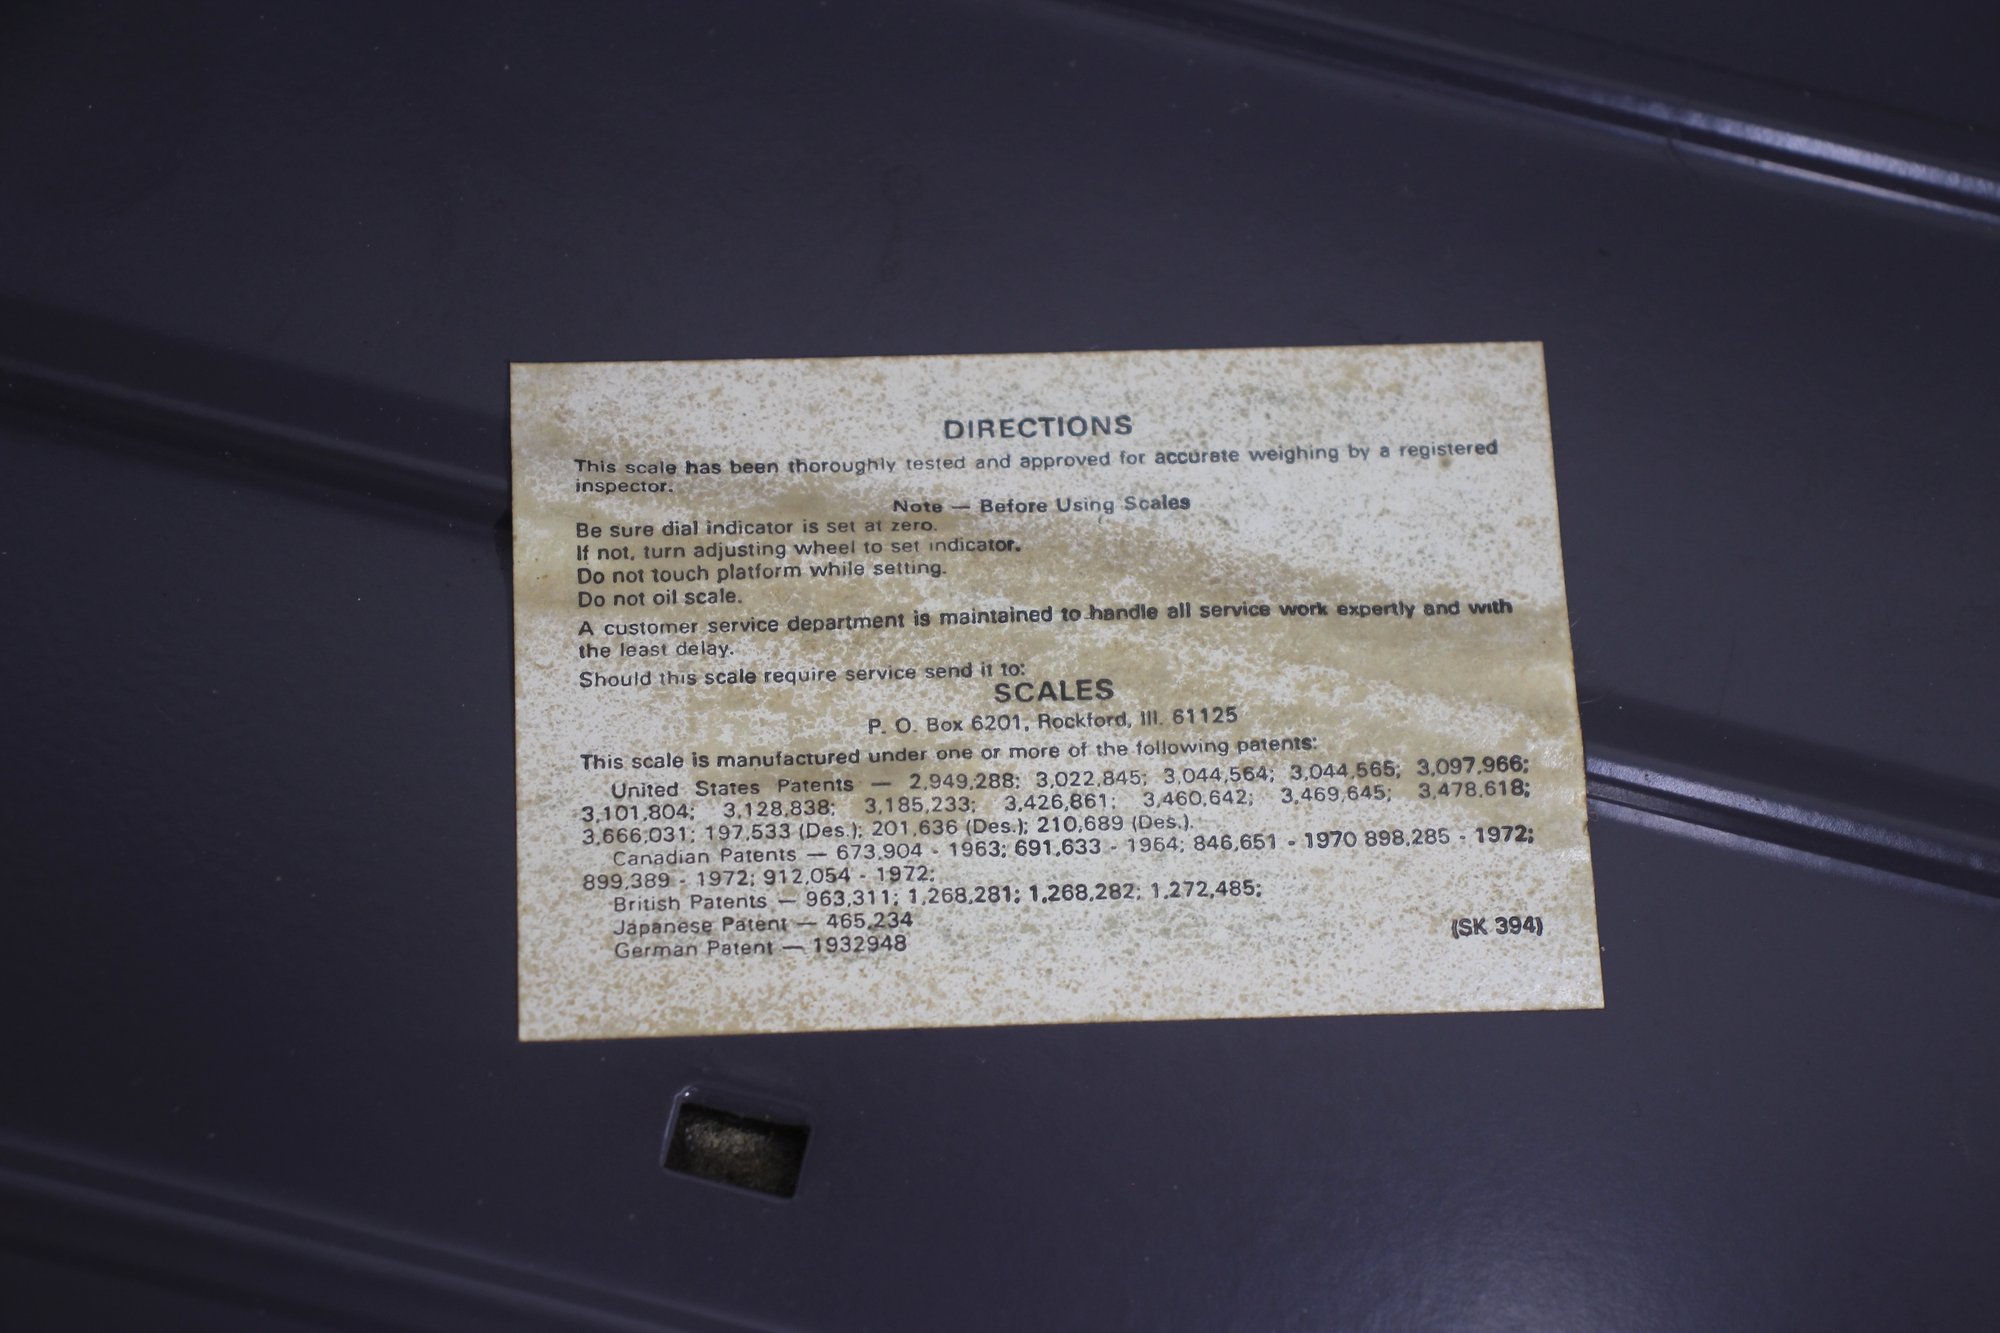 DIRECTIONS
This scale has been thoroughly tested and approved for accurate weighing by a registered
inspector.
Note — Before Using Scales
Be sure dial indicator is set at zero.
If not, turn adjusting wheel to set indicator.
Do not touch platform while setting.
Do not oil scale.
A customer service department is maintained to handle all service work expertly and with
the least delay.
Should this scale require service send it to:
SCALES
P. O. Box 6201, Rockford, Ill. 61125
This scale is manufactured under one or more of the following patents:
United States Patents — 2,949,288; 3,022,845; 3,044,564; 3,044,565; 3,097,966;
3,101,804; 3,128,838; 3,185,233; 3,426,861; 3,460,642; 3,469,645; 3,478,618;
3,666,031; 197,533 (Des.); 201,636 (Des.); 210,689 (Des.).
Canadian Patents — 673,904 - 1963; 691,633 - 1964; 846,651 - 1970 898,285 - 1972;
899,389 - 1972; 912,054 - 1972;
British Patents — 963,311; 1,268,281; 1,268,282; 1,272,485;
Japanese Patent — 465,234
German Patent — 1932948
(SK 394)